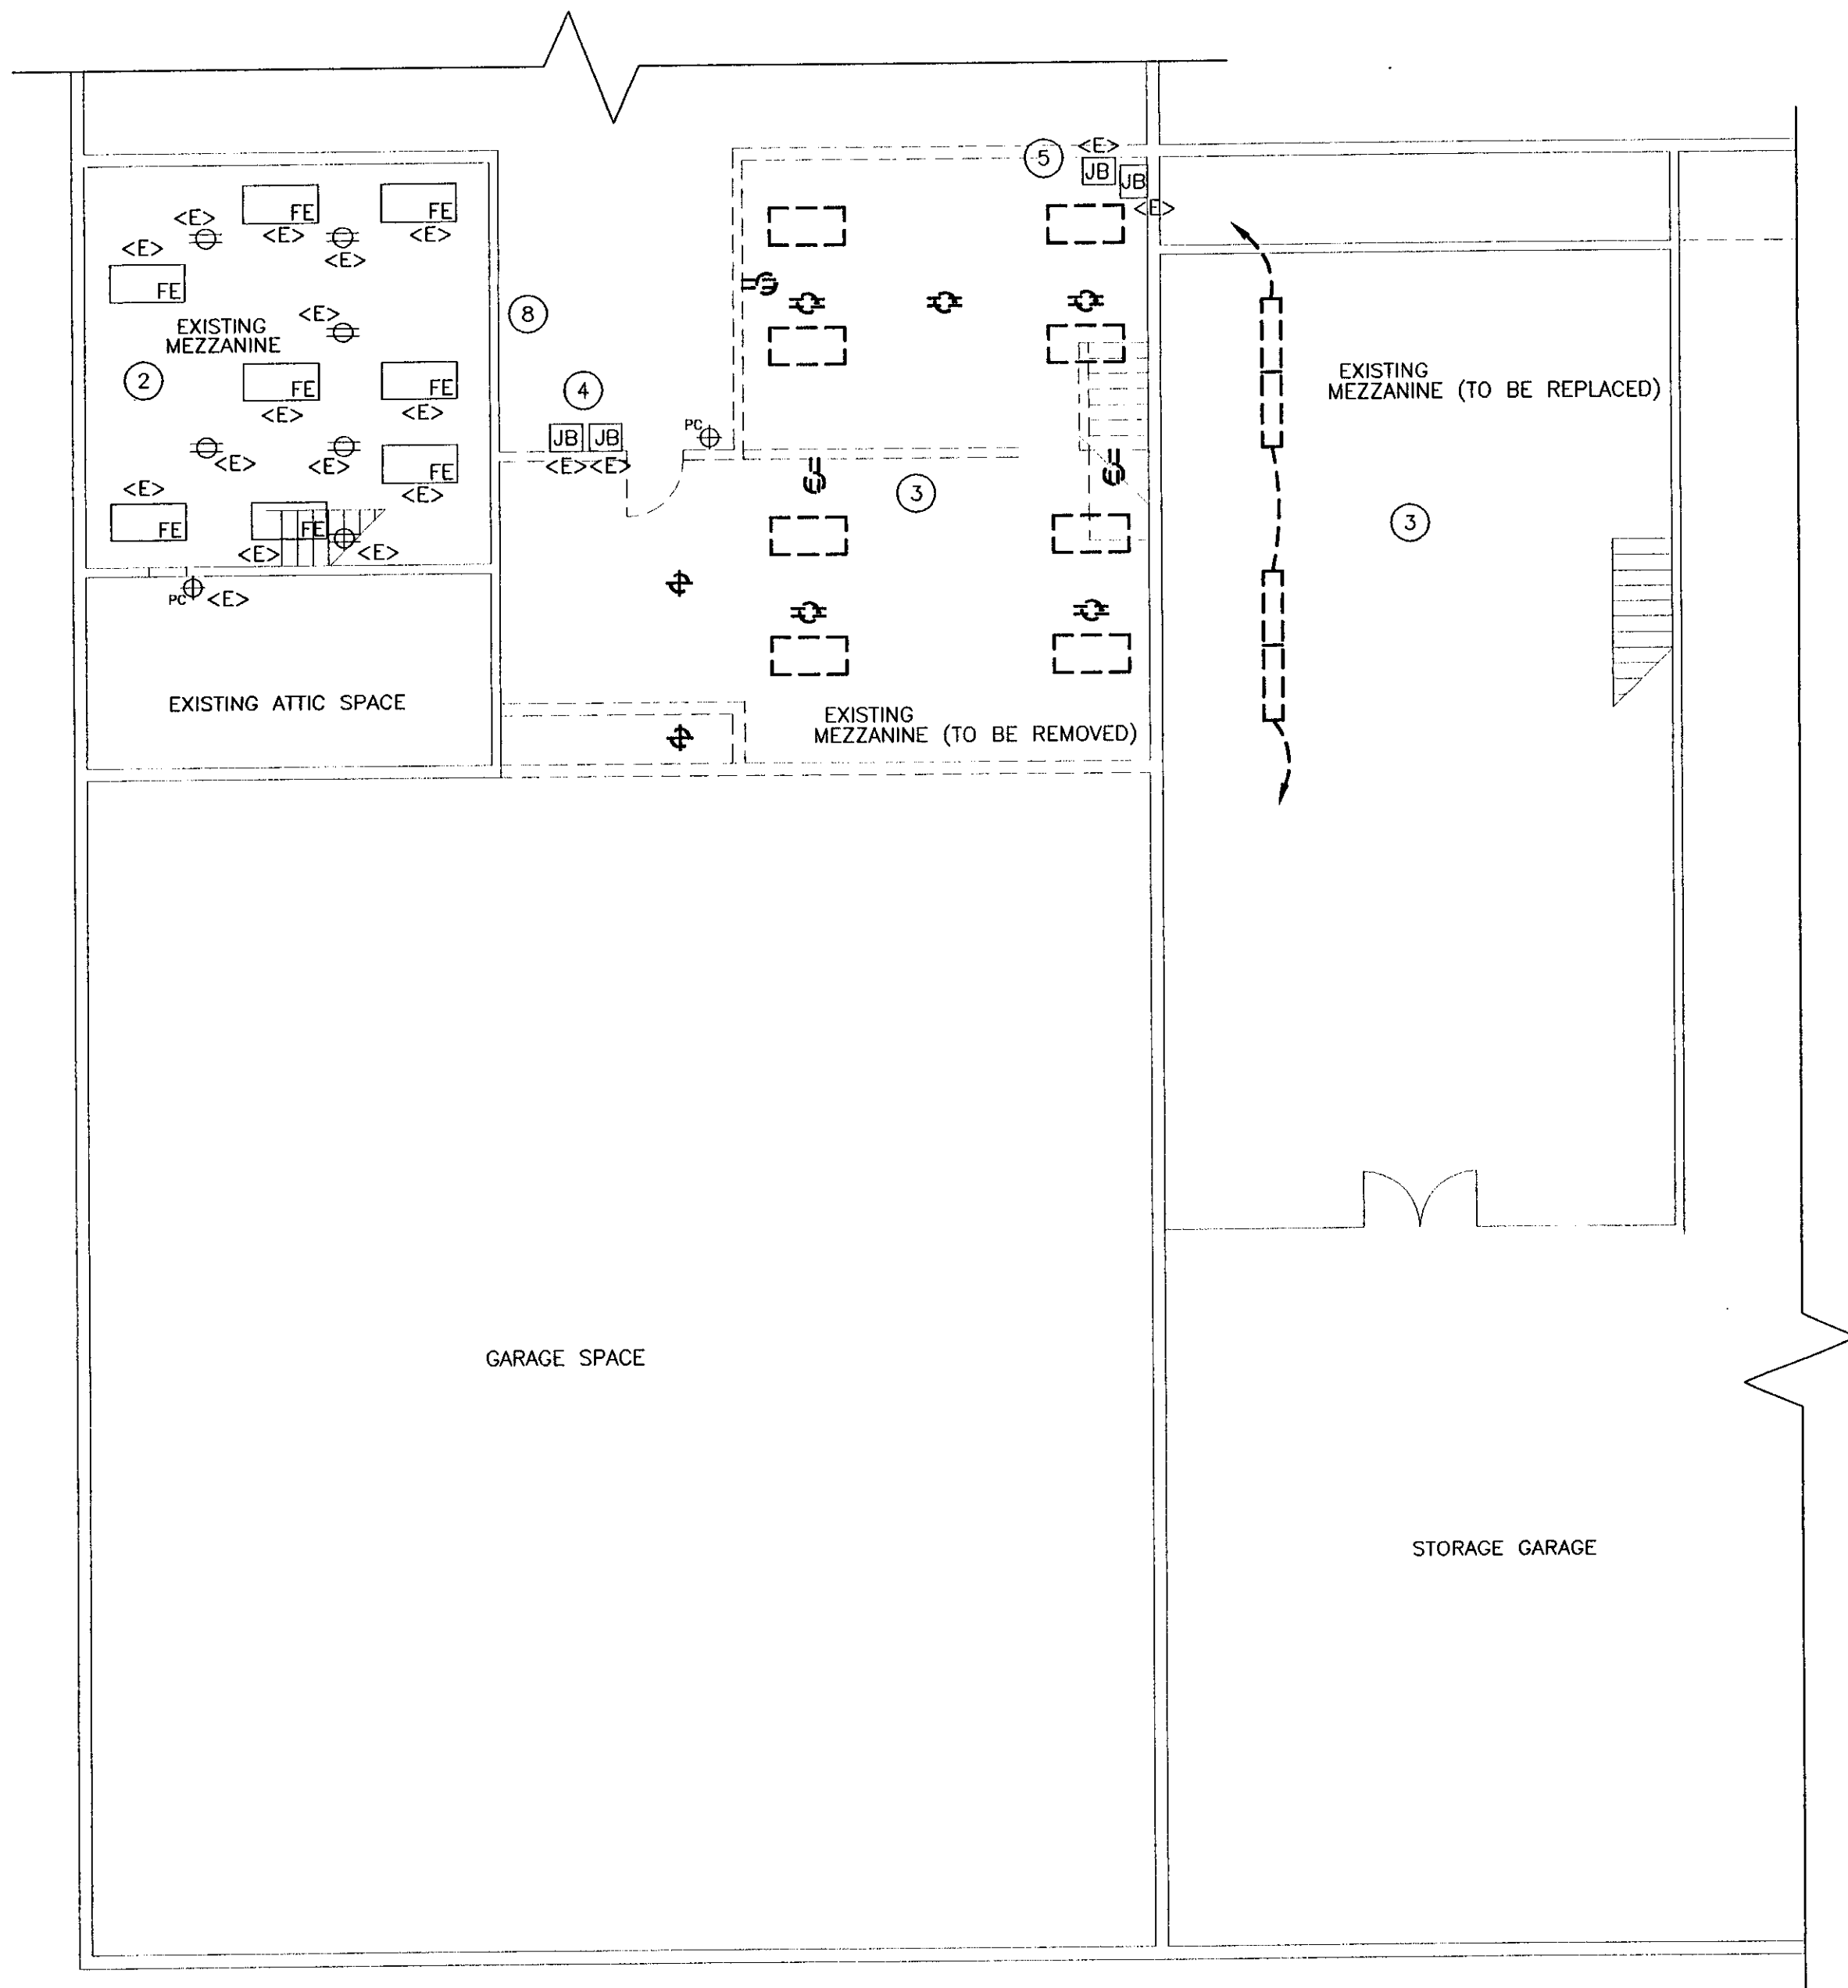 <E>
5
JB
JB
<E>
<E>
FE
<E>
FE
<E>
<E>
<E>
FE
<E>
EXISTING
MEZZANINE
2
8
FE
<E>
FE
<E>
4
JB
JB
<E>
<E>
PC
<E>
<E>
FE
<E>
<E>
FE
FE
<E>
<E>
PC
<E>
3
EXISTING
MEZZANINE (TO BE REPLACED)
3
EXISTING ATTIC SPACE
EXISTING
MEZZANINE (TO BE REMOVED)
GARAGE SPACE
STORAGE GARAGE